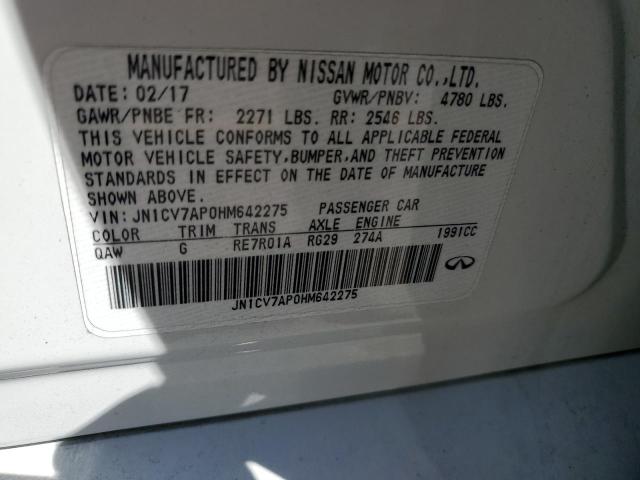 MANUFACTURED BY NISSAN MOTOR CO.,LTD.
DATE: 02/17 GVWR/PNBV: 4780 LBS.
GAWR/PNBE FR: 2271 LBS. RR: 2546 LBS.
THIS VEHICLE CONFORMS TO ALL APPLICABLE FEDERAL
MOTOR VEHICLE SAFETY,BUMPER,AND THEFT PREVENTION
STANDARDS IN EFFECT ON THE DATE OF MANUFACTURE
SHOWN ABOVE.
VIN: JN1CV7AP0HM642275 PASSENGER CAR
COLOR TRIM TRANS AXLE ENGINE
QAW G RE7R01A RG29 274A 1991CC
JN1CV7AP0HM642275